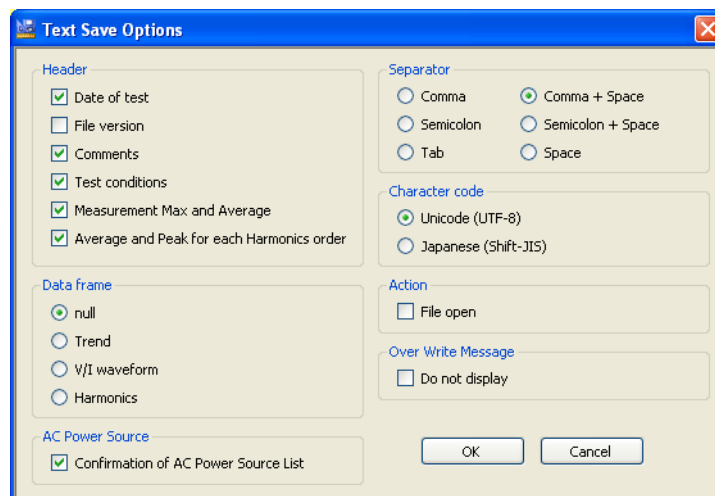 Text Save Options
Header
Date of test
File version
Comments
Test conditions
Measurement Max and Average
Average and Peak for each Harmonics order
Data frame
null
Trend
V/I waveform
Harmonics
AC Power Source
Confirmation of AC Power Source List
Separator
Comma
Comma + Space
Semicolon
Semicolon + Space
Tab
Space
Character code
Unicode (UTF-8)
Japanese (Shift-JIS)
Action
File open
Over Write Message
Do not display
OK
Cancel